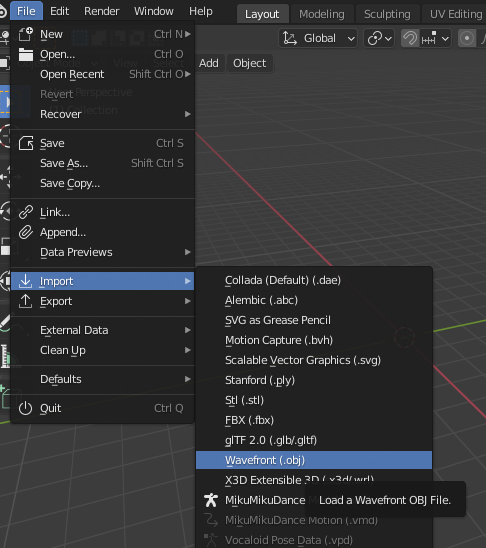 File Edit Render Window Help Layout Modeling Sculpting UV Editing
New Ctrl N
Global
Open... Ctrl O
Open Recent Shift Ctrl O
View Select Add Object
Revert
Perspective
Collection
Recover
Save Ctrl S
Save As... Shift Ctrl S
Save Copy...
Link...
Append...
Data Previews
Import
Export
External Data
Clean Up
Defaults
Quit Ctrl Q
Collada (Default) (.dae)
Alembic (.abc)
SVG as Grease Pencil
Motion Capture (.bvh)
Scalable Vector Graphics (.svg)
Stanford (.ply)
Stl (.stl)
FBX (.fbx)
glTF 2.0 (.glb/.gltf)
Wavefront (.obj)
X3D Extensible 3D (.x3d/.wrl)
MikuMikuDance
Load a Wavefront OBJ File.
MikuMikuDance Motion (.vmd)
Vocaloid Pose Data (.vpd)